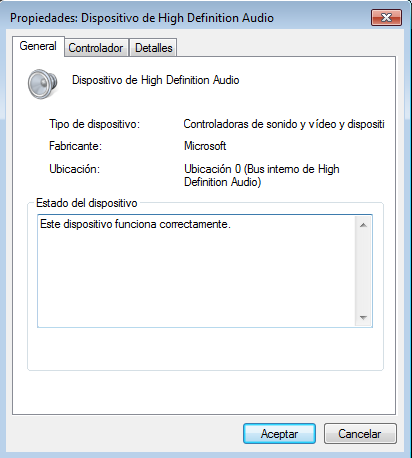 Propiedades: Dispositivo de High Definition Audio
General Controlador Detalles
Dispositivo de High Definition Audio
Tipo de dispositivo: Controladoras de sonido y vídeo y dispositi
Fabricante: Microsoft
Ubicación: Ubicación 0 (Bus interno de High
Definition Audio)
Estado del dispositivo
Este dispositivo funciona correctamente.
Aceptar Cancelar